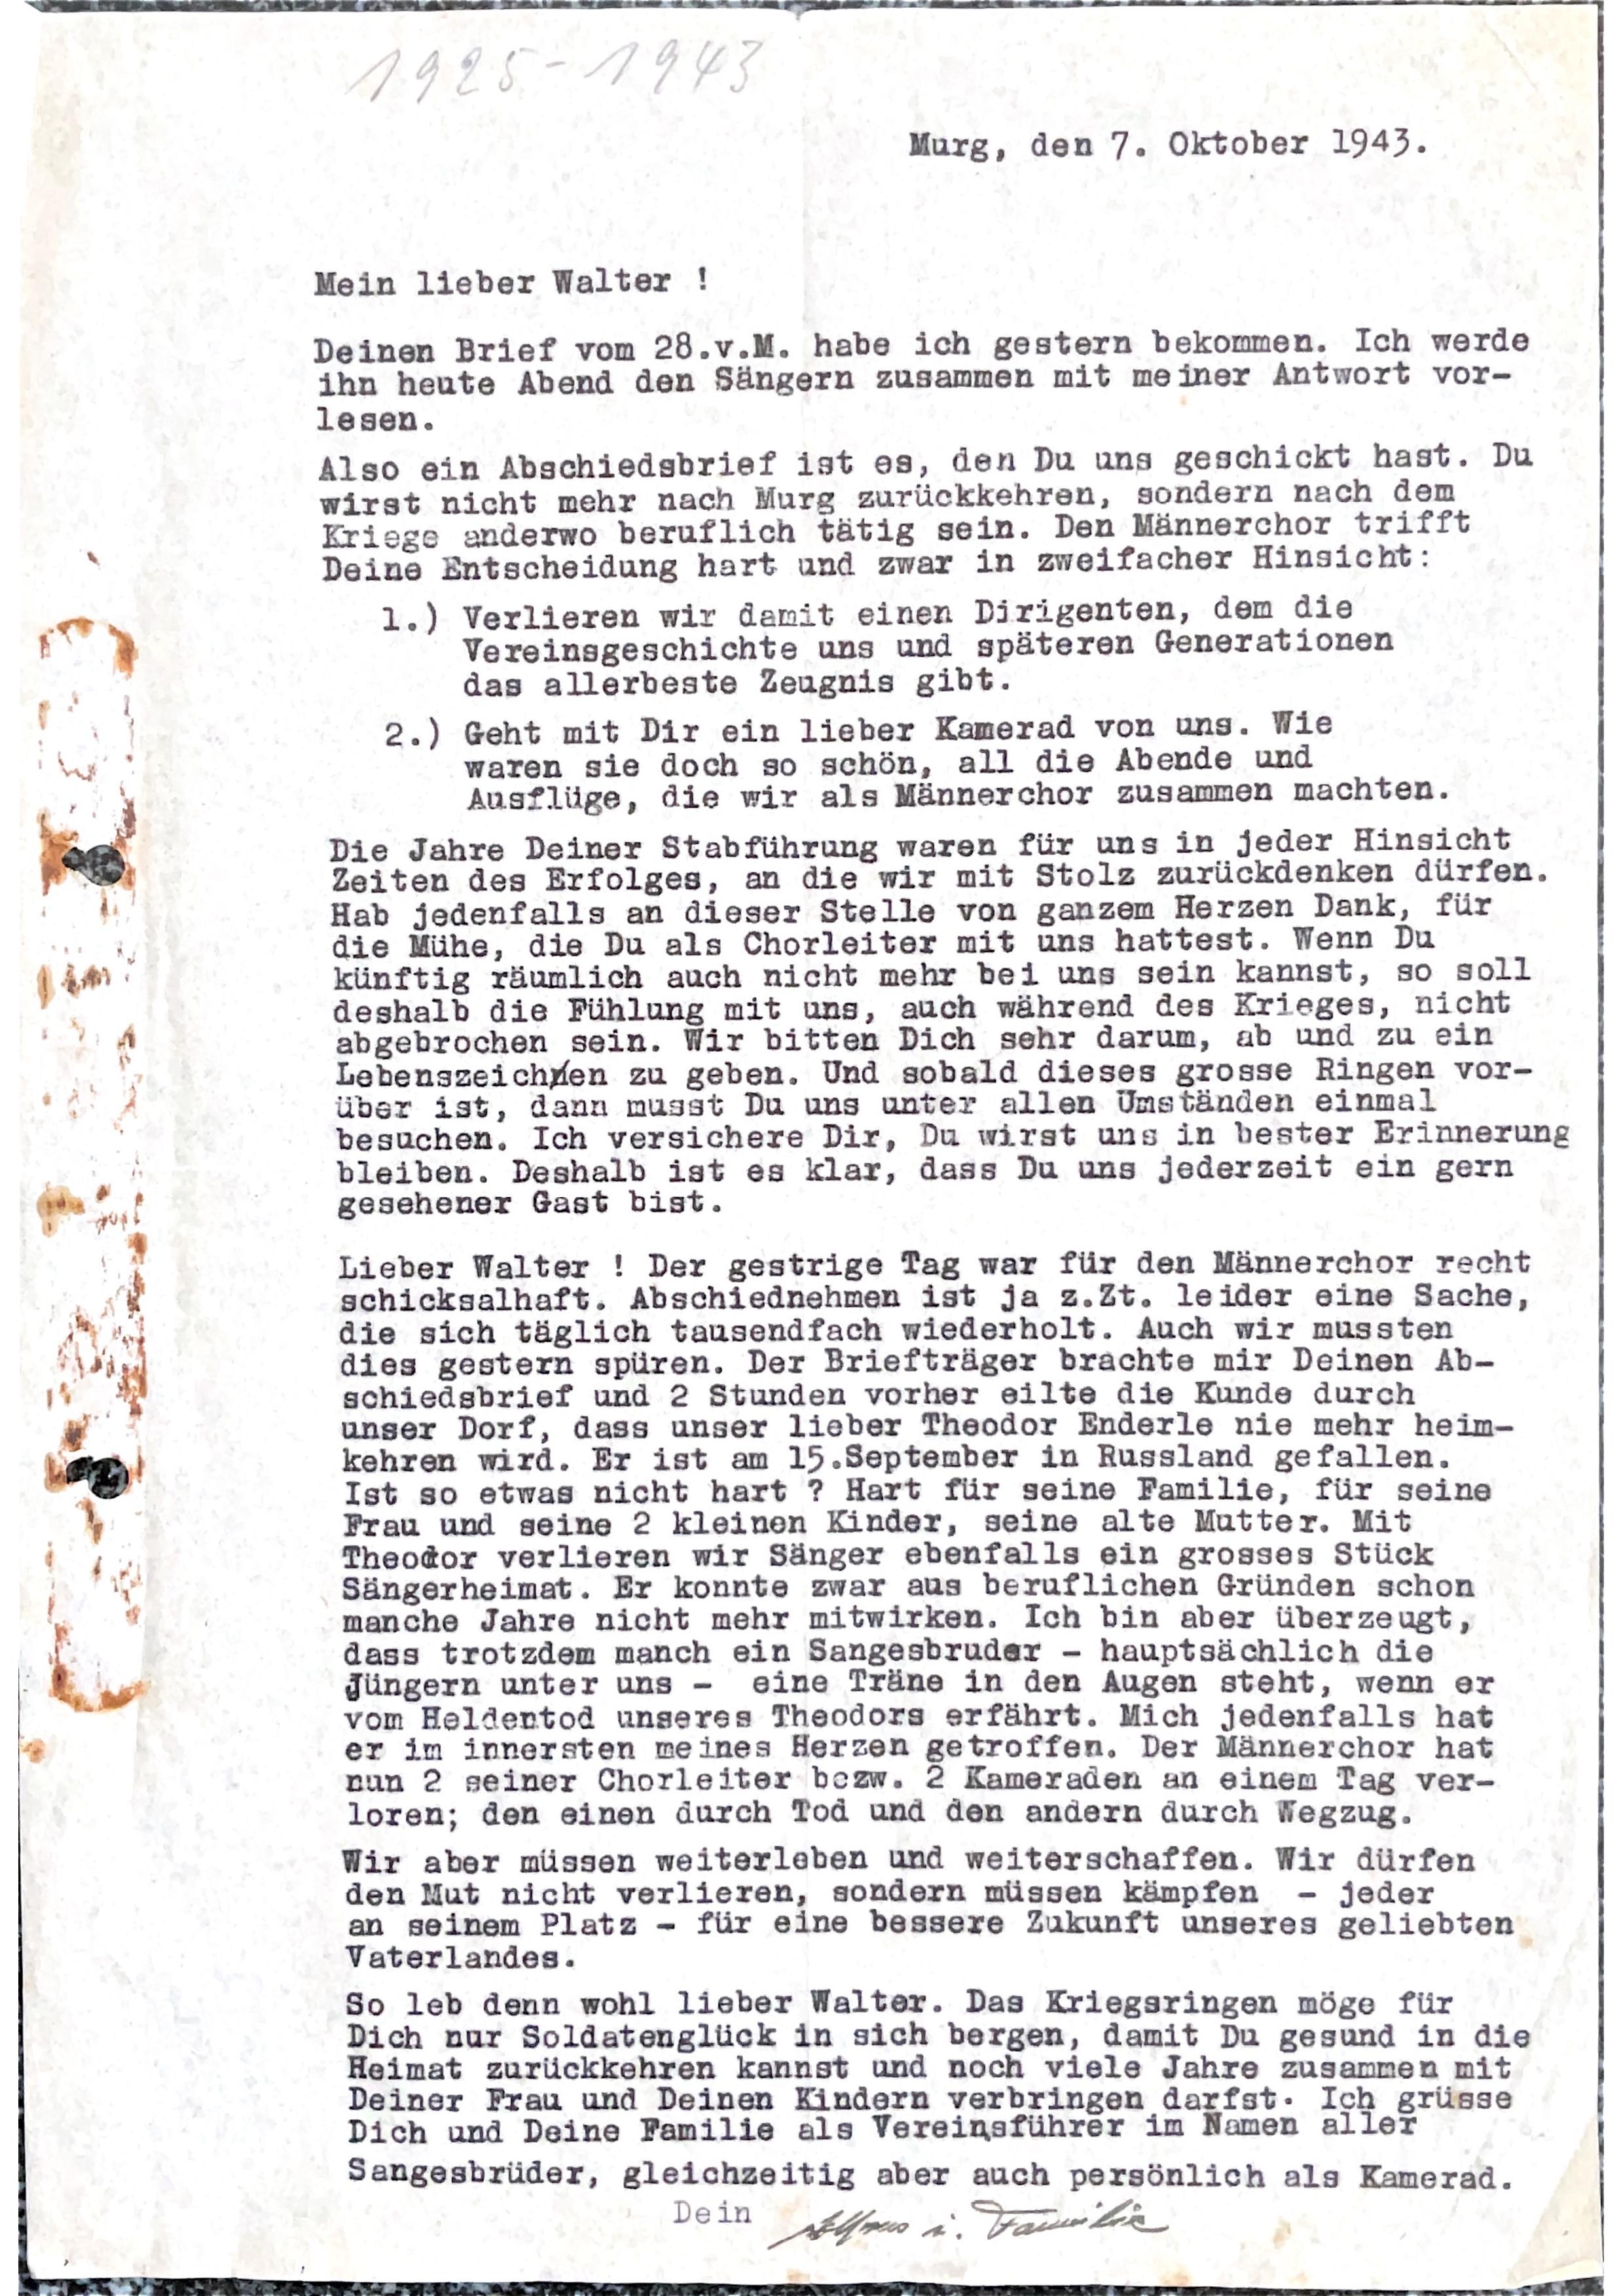 1925-1943
Murg, den 7. Oktober 1943.
Mein lieber Walter !
Deinen Brief vom 28.v.M. habe ich gestern bekommen. Ich werde
ihn heute Abend den Sängern zusammen mit meiner Antwort vor-
lesen.
Also ein Abschiedsbrief ist es, den Du uns geschickt hast. Du
wirst nicht mehr nach Murg zurückkehren, sondern nach dem
Kriege anderwo beruflich tätig sein. Den Männerchor trifft
Deine Entscheidung hart und zwar in zweifacher Hinsicht:
1.) Verlieren wir damit einen Dirigenten, dem die
Vereinsgeschichte uns und späteren Generationen
das allerbeste Zeugnis gibt.
2.) Geht mit Dir ein lieber Kamerad von uns. Wie
waren sie doch so schön, all die Abende und
Ausflüge, die wir als Männerchor zusammen machten.
Die Jahre Deiner Stabführung waren für uns in jeder Hinsicht
Zeiten des Erfolges, an die wir mit Stolz zurückdenken dürfen.
Hab jedenfalls an dieser Stelle von ganzem Herzen Dank, für
die Mühe, die Du als Chorleiter mit uns hattest. Wenn Du
künftig räumlich auch nicht mehr bei uns sein kannst, so soll
deshalb die Fühlung mit uns, auch während des Krieges, nicht
abgebrochen sein. Wir bitten Dich sehr darum, ab und zu ein
Lebenszeichen zu geben. Und sobald dieses grosse Ringen vor-
über ist, dann musst Du uns unter allen Umständen einmal
besuchen. Ich versichere Dir, Du wirst uns in bester Erinnerung
bleiben. Deshalb ist es klar, dass Du uns jederzeit ein gern
gesehener Gast bist.
Lieber Walter ! Der gestrige Tag war für den Männerchor recht
schicksalhaft. Abschiednehmen ist ja z.Zt. leider eine Sache,
die sich täglich tausendfach wiederholt. Auch wir mussten
dies gestern spüren. Der Briefträger brachte mir Deinen Ab-
schiedsbrief und 2 Stunden vorher eilte die Kunde durch
unser Dorf, dass unser lieber Theodor Enderle nie mehr heim-
kehren wird. Er ist am 15.September in Russland gefallen.
Ist so etwas nicht hart ? Hart für seine Familie, für seine
Frau und seine 2 kleinen Kinder, seine alte Mutter. Mit
Theodor verlieren wir Sänger ebenfalls ein grosses Stück
Sängerheimat. Er konnte zwar aus beruflichen Gründen schon
manche Jahre nicht mehr mitwirken. Ich bin aber überzeugt,
dass trotzdem manch ein Sangesbruder - hauptsächlich die
Jüngern unter uns - eine Träne in den Augen steht, wenn er
vom Heldentod unseres Theodors erfährt. Mich jedenfalls hat
er im innersten meines Herzen getroffen. Der Männerchor hat
nun 2 seiner Chorleiter bezw. 2 Kameraden an einem Tag ver-
loren; den einen durch Tod und den andern durch Wegzug.
Wir aber müssen weiterleben und weiterschaffen. Wir dürfen
den Mut nicht verlieren, sondern müssen kämpfen - jeder
an seinem Platz - für eine bessere Zukunft unseres geliebten
Vaterlandes.
So leb denn wohl lieber Walter. Das Kriegsringen möge für
Dich nur Soldatenglück in sich bergen, damit Du gesund in die
Heimat zurückkehren kannst und noch viele Jahre zusammen mit
Deiner Frau und Deinen Kindern verbringen darfst. Ich grüsse
Dich und Deine Familie als Vereinsführer im Namen aller
Sangesbrüder, gleichzeitig aber auch persönlich als Kamerad.
Dein
Familie